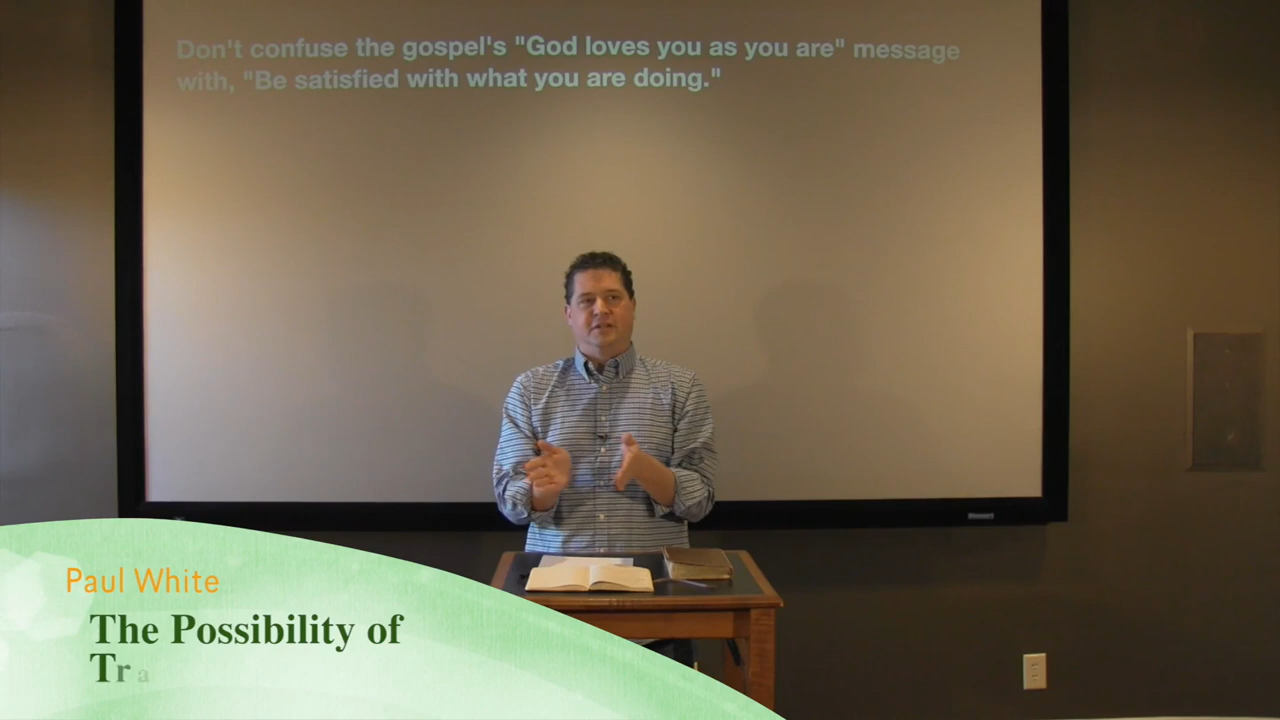 Don't confuse the gospel's "God loves you as you are" message
with, "Be satisfied with what you are doing."
Paul White
The Possibility of
Tra